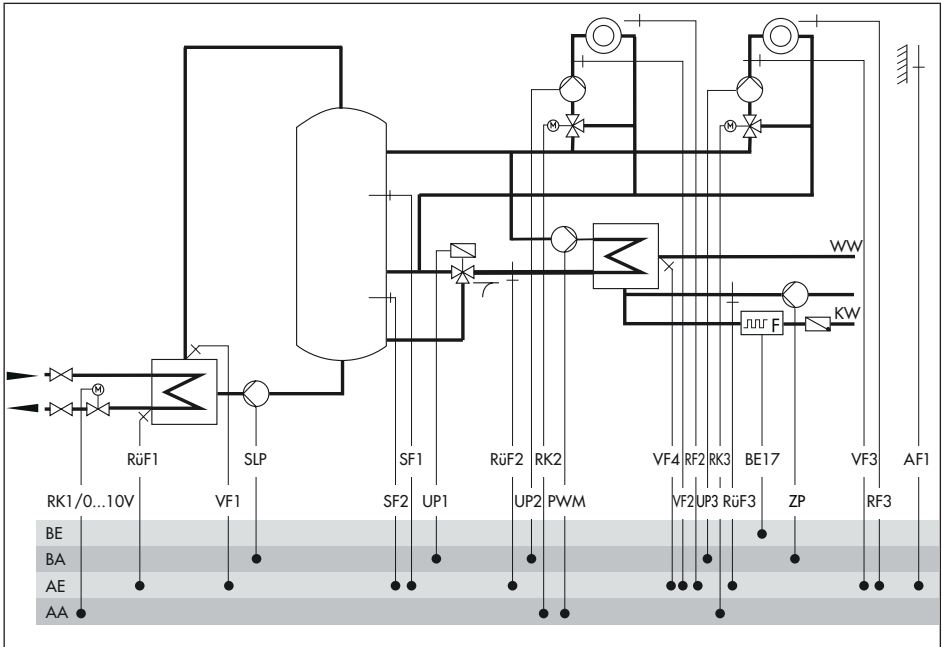 M
M
WW
KW
F
M
RüF1 SLP SF1 RüF2 RK2 VF4 RF2 RK3 BE17 VF3 AF1
RK1/0...10V VF1 SF2 UP1 UP2 PWM VF2 UP3 RüF3 ZP RF3
BE
BA
AE
AA